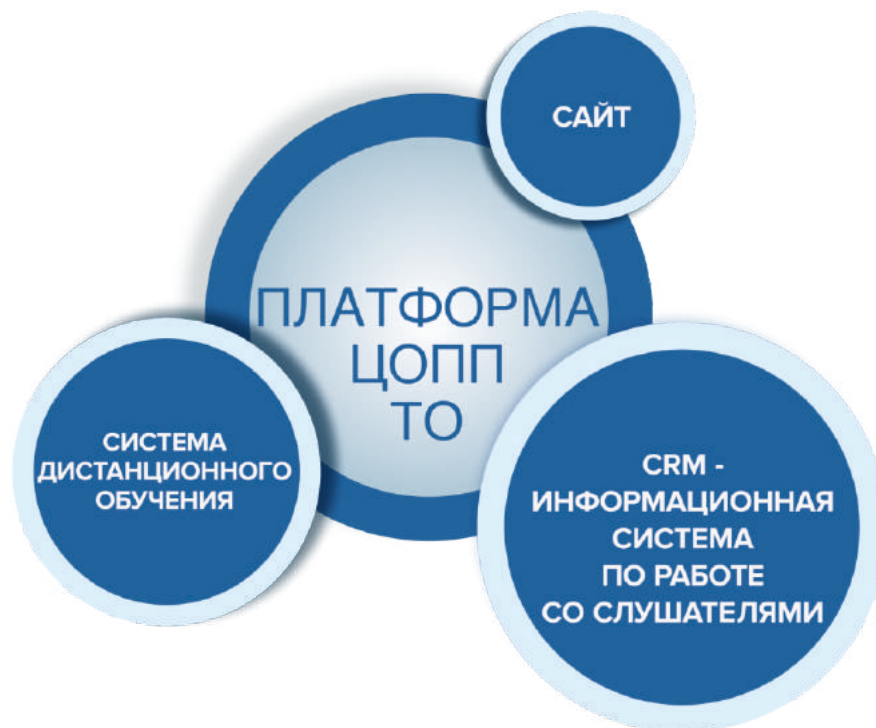 САЙТ
ПЛАТФОРМА
ЦОПП
ТО
СИСТЕМА
ДИСТАНЦИОННОГО
ОБУЧЕНИЯ
CRM -
ИНФОРМАЦИОННАЯ
СИСТЕМА
ПО РАБОТЕ
СО СЛУШАТЕЛЯМИ